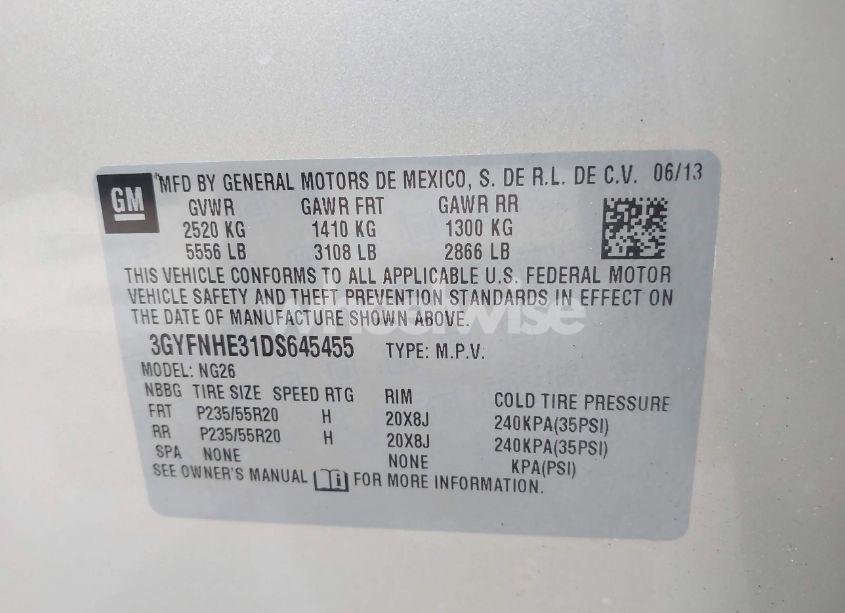 GM
MFD BY GENERAL MOTORS DE MEXICO, S. DE R.L. DE C.V. 06/13
GVWR GAWR FRT GAWR RR
2520 KG 1410 KG 1300 KG
5556 LB 3108 LB 2866 LB
THIS VEHICLE CONFORMS TO ALL APPLICABLE U.S. FEDERAL MOTOR
VEHICLE SAFETY AND THEFT PREVENTION STANDARDS IN EFFECT ON
THE DATE OF MANUFACTURE SHOWN ABOVE.
wheelwise
3GYFNHE31DS645455 TYPE: M.P.V.
MODEL: NG26
NBBG TIRE SIZE SPEED RTG RIM COLD TIRE PRESSURE
FRT P235/55R20 H 20X8J 240KPA(35PSI)
RR P235/55R20 H 20X8J 240KPA(35PSI)
SPA NONE NONE KPA(PSI)
SEE OWNER'S MANUAL i FOR MORE INFORMATION.